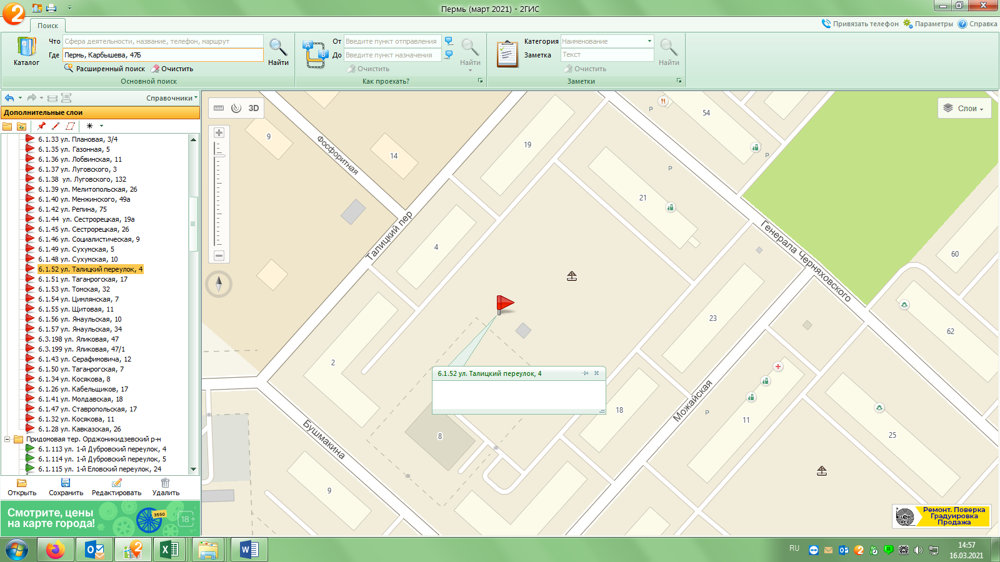 Пермь (март 2021) - 2ГИС
Поиск
Привязать телефон
Параметры
Справка
Каталог
Что
Сфера деятельности, название, телефон, маршрут
Где
Пермь, Карбышева, 47Б
Расширенный поиск
Очистить
Найти
Основной поиск
От
Введите пункт отправления
До
Введите пункт назначения
Очистить
Найти
Как проехать?
Категория
Наименование
Заметка
Текст
Очистить
Найти
Заметки
Справочники
Дополнительные слои
6.1.33 ул. Плановая, 3/4
6.1.35 ул. Газонная, 5
6.1.36 ул. Лобвинская, 11
6.1.37 ул. Луговского, 3
6.1.38 ул. Луговского, 132
6.1.39 ул. Мелитопольская, 26
6.1.40 ул. Менжинского, 49а
6.1.42 ул. Репина, 75
6.1.44 ул. Сестрорецкая, 19а
6.1.45 ул. Сестрорецкая, 26
6.1.46 ул. Социалистическая, 9
6.1.49 ул. Сухумская, 5
6.1.48 ул. Сухумская, 10
6.1.52 ул. Талицкий переулок, 4
6.1.51 ул. Таганрогская, 17
6.1.53 ул. Томская, 32
6.1.54 ул. Цимлянская, 7
6.1.55 ул. Щитовая, 11
6.1.56 ул. Янаульская, 10
6.1.57 ул. Янаульская, 34
6.3.198 ул. Яликовая, 47
6.3.199 ул. Яликовая, 47/1
6.1.43 ул. Серафимовича, 12
6.1.50 ул. Таганрогская, 7
6.1.34 ул. Косякова, 8
6.1.26 ул. Кабельщиков, 17
6.1.41 ул. Молдавская, 18
6.1.47 ул. Ставропольская, 17
6.1.32 ул. Косякова, 11
6.1.28 ул. Кавказская, 26
Придомовая тер. Орджоникидзевский р-н
6.1.113 ул. 1-й Дубровский переулок, 4
6.1.114 ул. 1-й Дубровский переулок, 5
6.1.115 ул. 1-й Еловский переулок, 24
Открыть
Сохранить
Редактировать
Удалить
Смотрите, цены
на карте города!
3550
18+
3D
Слои
9
14
Фосфоритная
19
54
P
P
P
21
Талицкий пер
4
Генерала Черняховского
60
23
62
2
6.1.52 ул. Талицкий переулок, 4
18
Можайская
P
11
25
8
Бушмакина
9
Ремонт. Поверка
Градуировка
Продажа
RU
14:57
16.03.2021